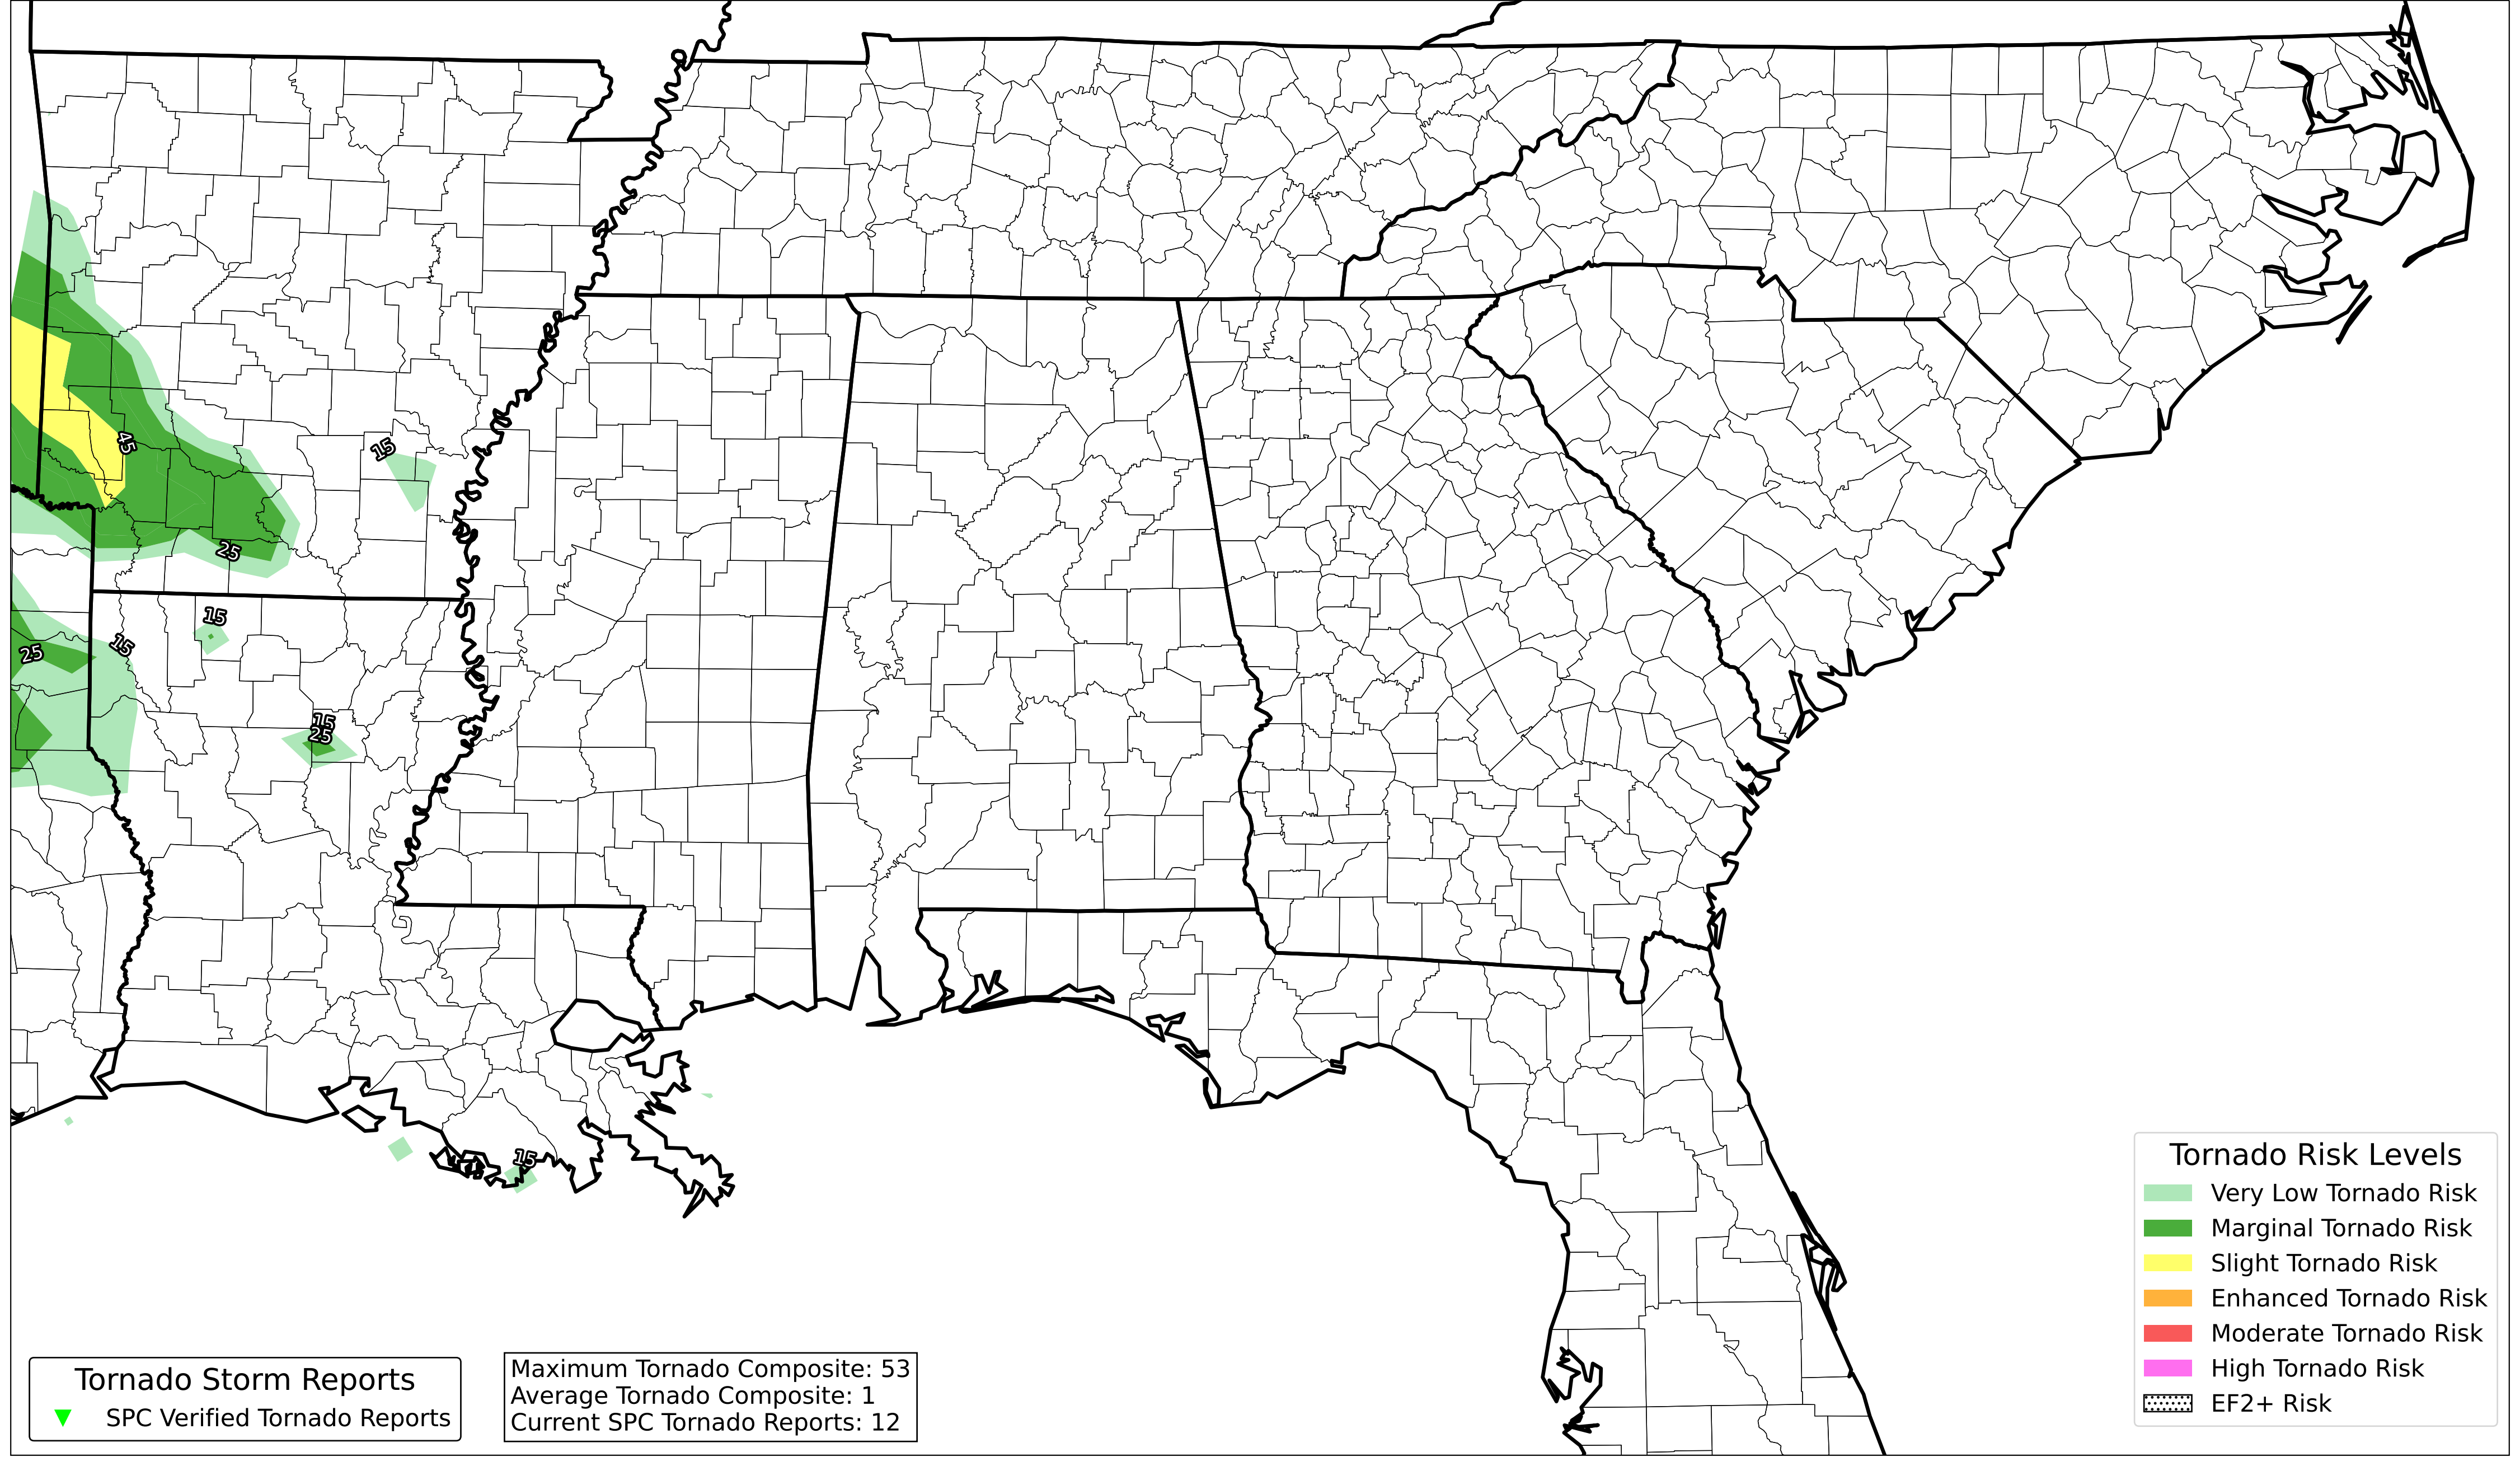 45
15
25
15
15
25
15
25
15
Tornado Risk Levels
Very Low Tornado Risk
Marginal Tornado Risk
Slight Tornado Risk
Enhanced Tornado Risk
Moderate Tornado Risk
High Tornado Risk
EF2+ Risk
Tornado Storm Reports
SPC Verified Tornado Reports
Maximum Tornado Composite: 53
Average Tornado Composite: 1
Current SPC Tornado Reports: 12